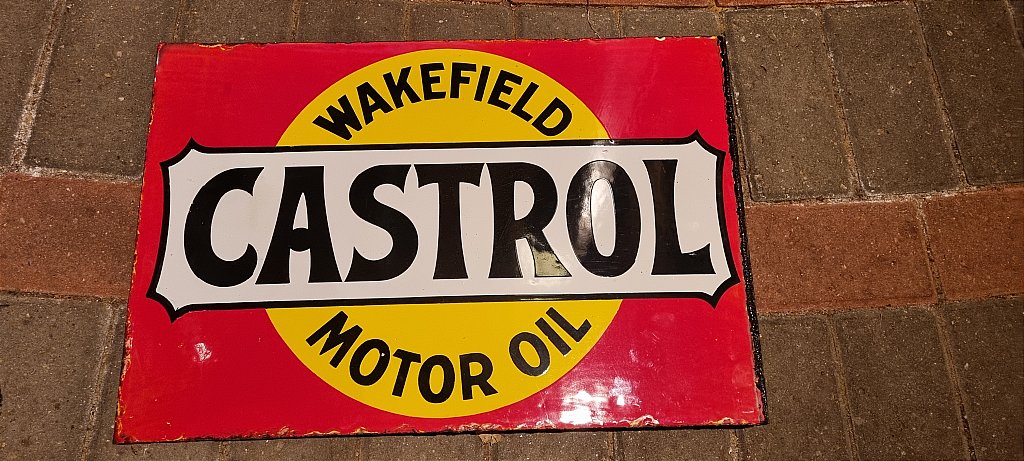 WAKEFIELD
CASTROL
MOTOR OIL